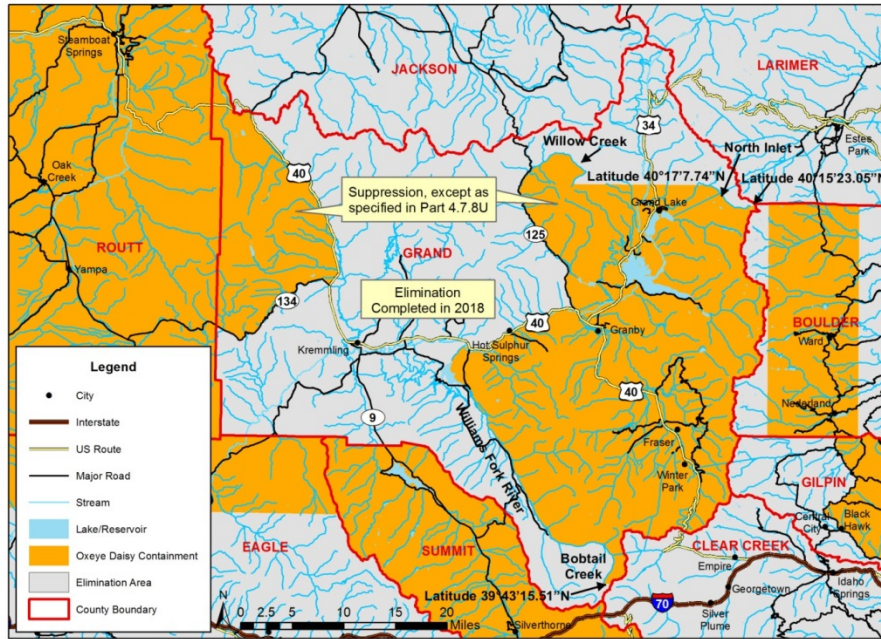 Steamboat
Springs
JACKSON
LARIMER
34
Willow Creek
North Inlet
Estes
Park
Oak
Creek
40
Latitude 40°17'7.74"N
Latitude 40°15'23.05"N
Suppression, except as
specified in Part 4.7.8U
Grand Lake
ROUTT
125
GRAND
Yampa
134
Elimination
Completed in 2018
40
Granby
BOULDER
Ward
Kremmling
Hot Sulphur
Springs
Legend
City
Interstate
US Route
Major Road
Stream
Lake/Reservoir
Oxeye Daisy Containment
Elimination Area
County Boundary
9
Williams Fork River
40
Nederland
Fraser
Winter
Park
GILPIN
Central
City
Black
Hawk
EAGLE
SUMMIT
Bobtail
Creek
CLEAR CREEK
Empire
Latitude 39°43'15.51"N
70
Georgetown
Idaho
Springs
Silver
Plume
N
0 2.5 5 10 15 20
Miles
Silverthorne